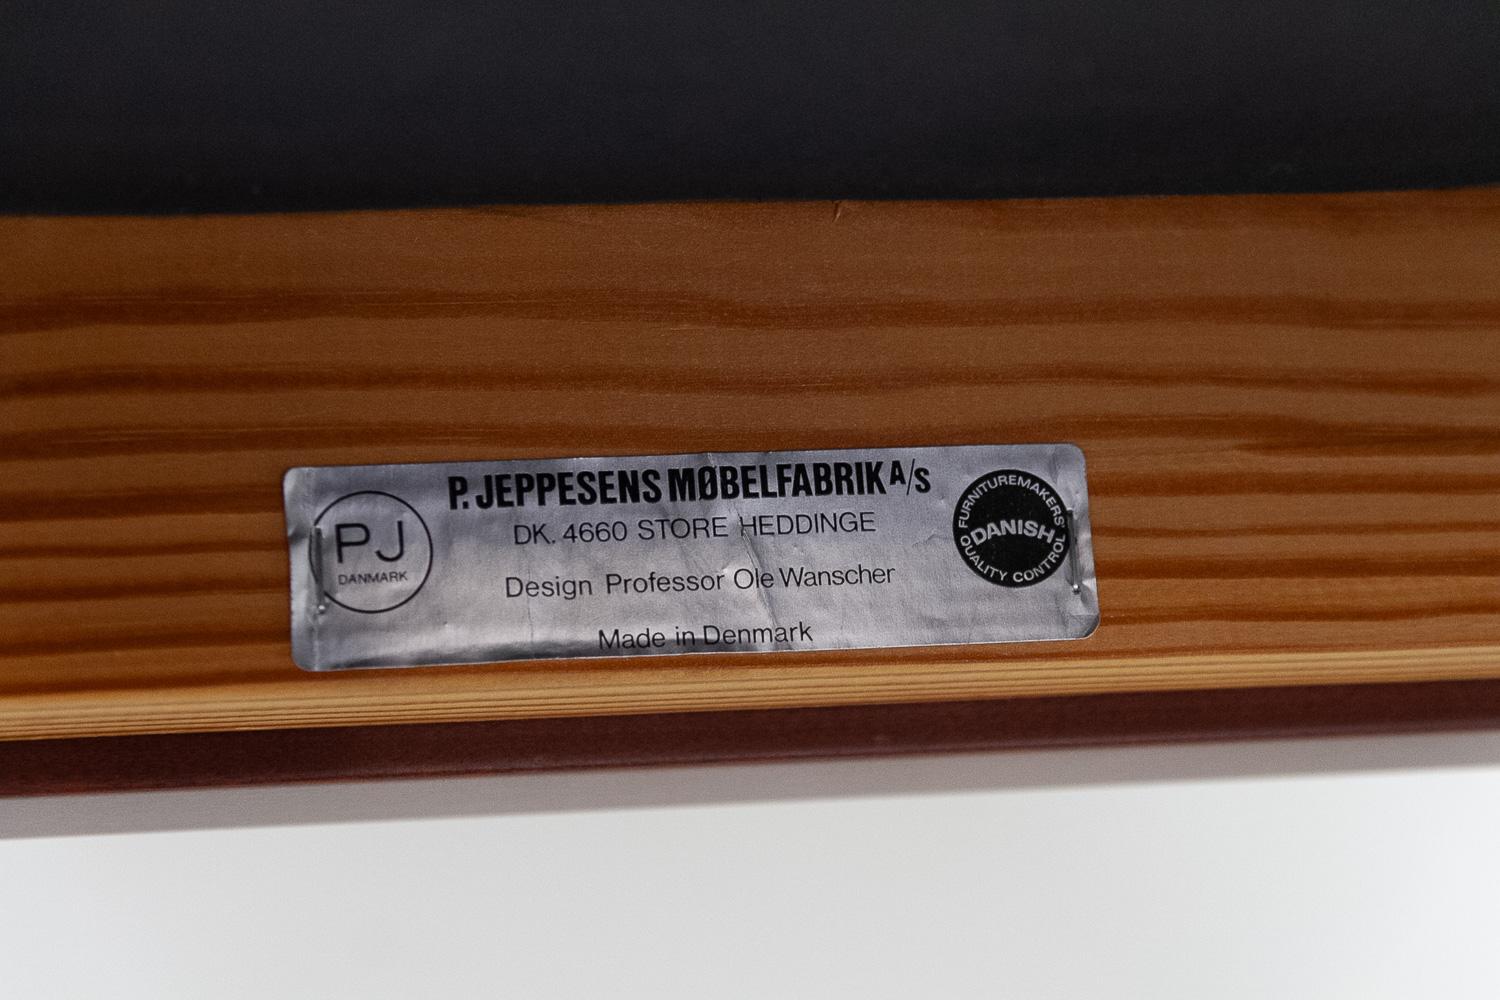 PJ
DANMARK
P. JEPPESENS MØBELFABRIK A/S
DK. 4660 STORE HEDDINGE
Design Professor Ole Wanscher
Made in Denmark
FURNITUREMAKERS'
DANISH
QUALITY CONTROL